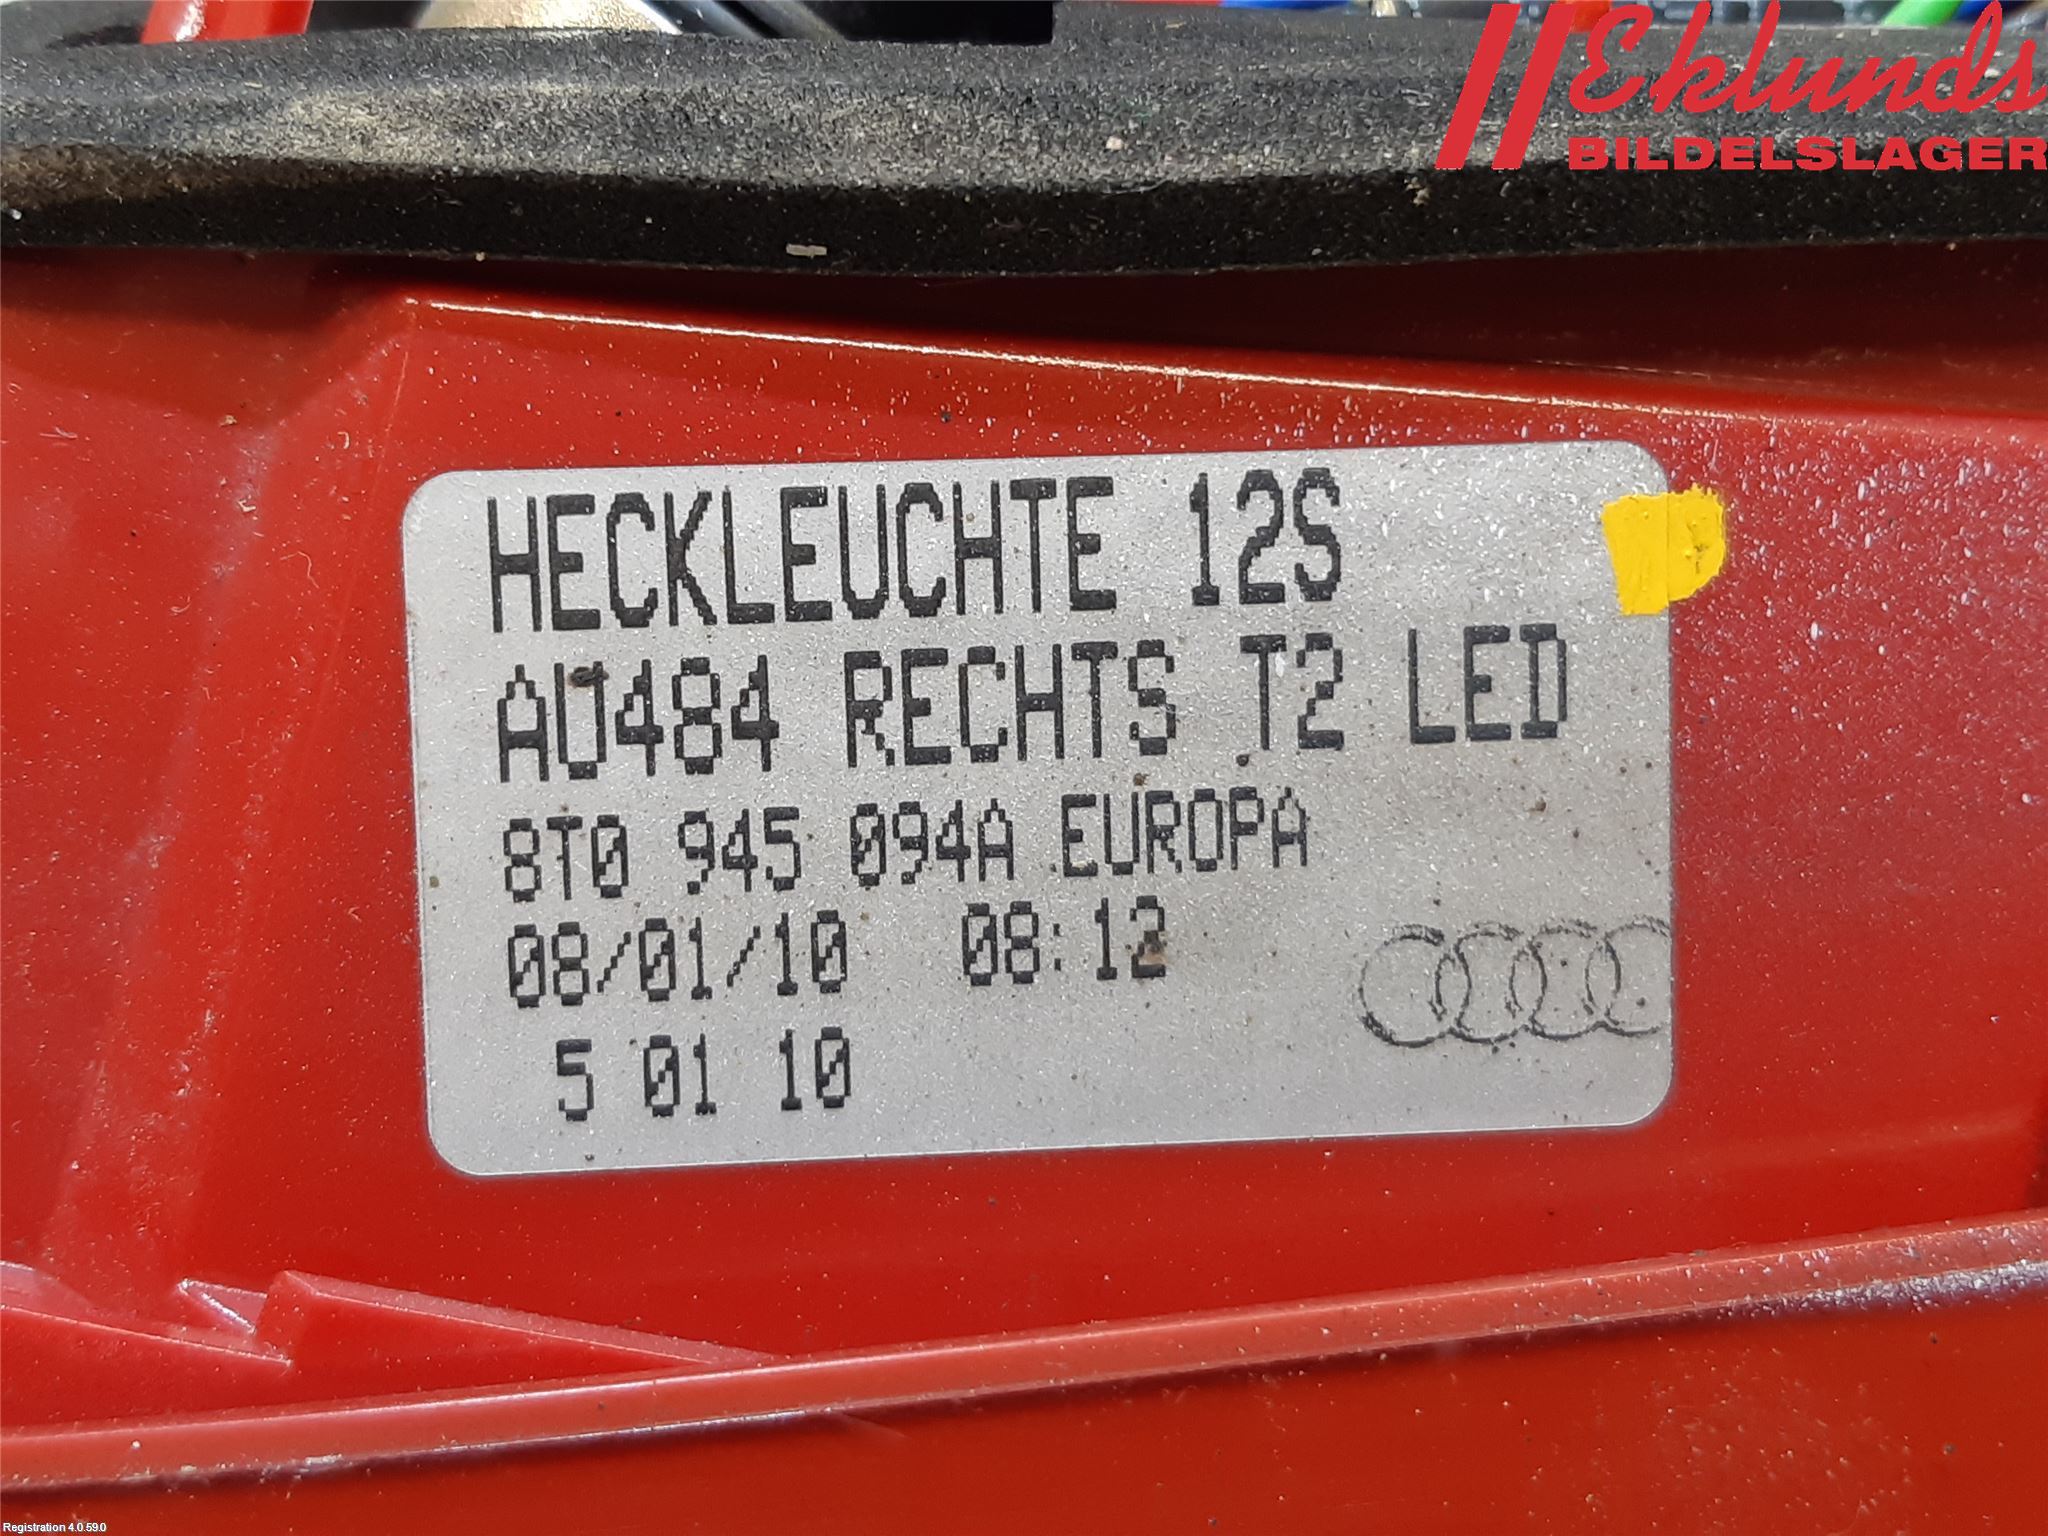 Eklunds
BILDELSLAGER
HECKLEUCHTE 12S
AU484 RECHTS T2 LED
8T0 945 094A EUROPA
08/01/10 08:12
5 01 10
Registration 4.0.59.0